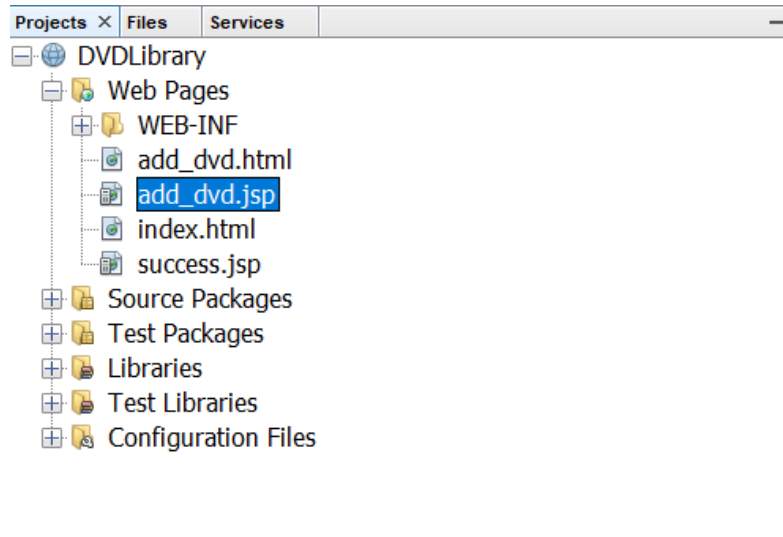 Projects Files Services
DVDLibrary
Web Pages
WEB-INF
add_dvd.html
add_dvd.jsp
index.html
success.jsp
Source Packages
Test Packages
Libraries
Test Libraries
Configuration Files